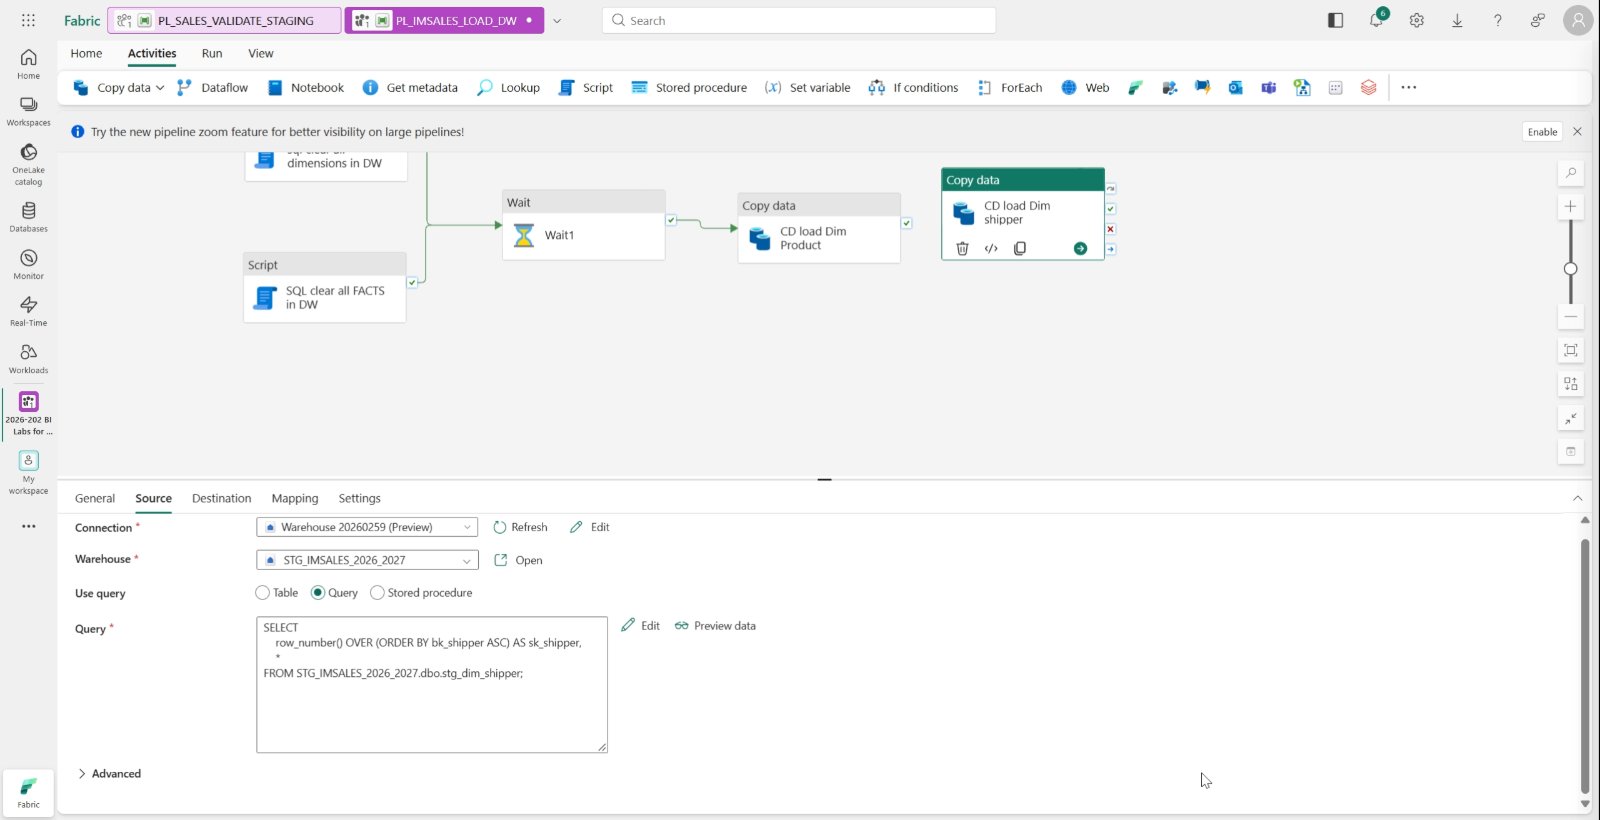 Fabric
PL_SALES_VALIDATE_STAGING
PL_IMSALES_LOAD_DW
Search
6
Home
Activities
Run
View
Copy data
Dataflow
Notebook
Get metadata
Lookup
Script
Stored procedure
(x) Set variable
If conditions
ForEach
Web
Try the new pipeline zoom feature for better visibility on large pipelines!
Enable
Home
Workspaces
OneLake
catalog
Databases
Monitor
Real-Time
Workloads
2026-202 BI
Labs for ...
My
workspace
Fabric
dimensions in DW
Script
SQL clear all FACTS
in DW
Wait
Wait1
Copy data
CD load Dim
Product
Copy data
CD load Dim
shipper
General
Source
Destination
Mapping
Settings
Connection *
Warehouse 20260259 (Preview)
Refresh
Edit
Warehouse *
STG_IMSALES_2026_2027
Open
Use query
Table
Query
Stored procedure
Query *
SELECT
row_number() OVER (ORDER BY bk_shipper ASC) AS sk_shipper,
*
FROM STG_IMSALES_2026_2027.dbo.stg_dim_shipper;
Edit
Preview data
Advanced